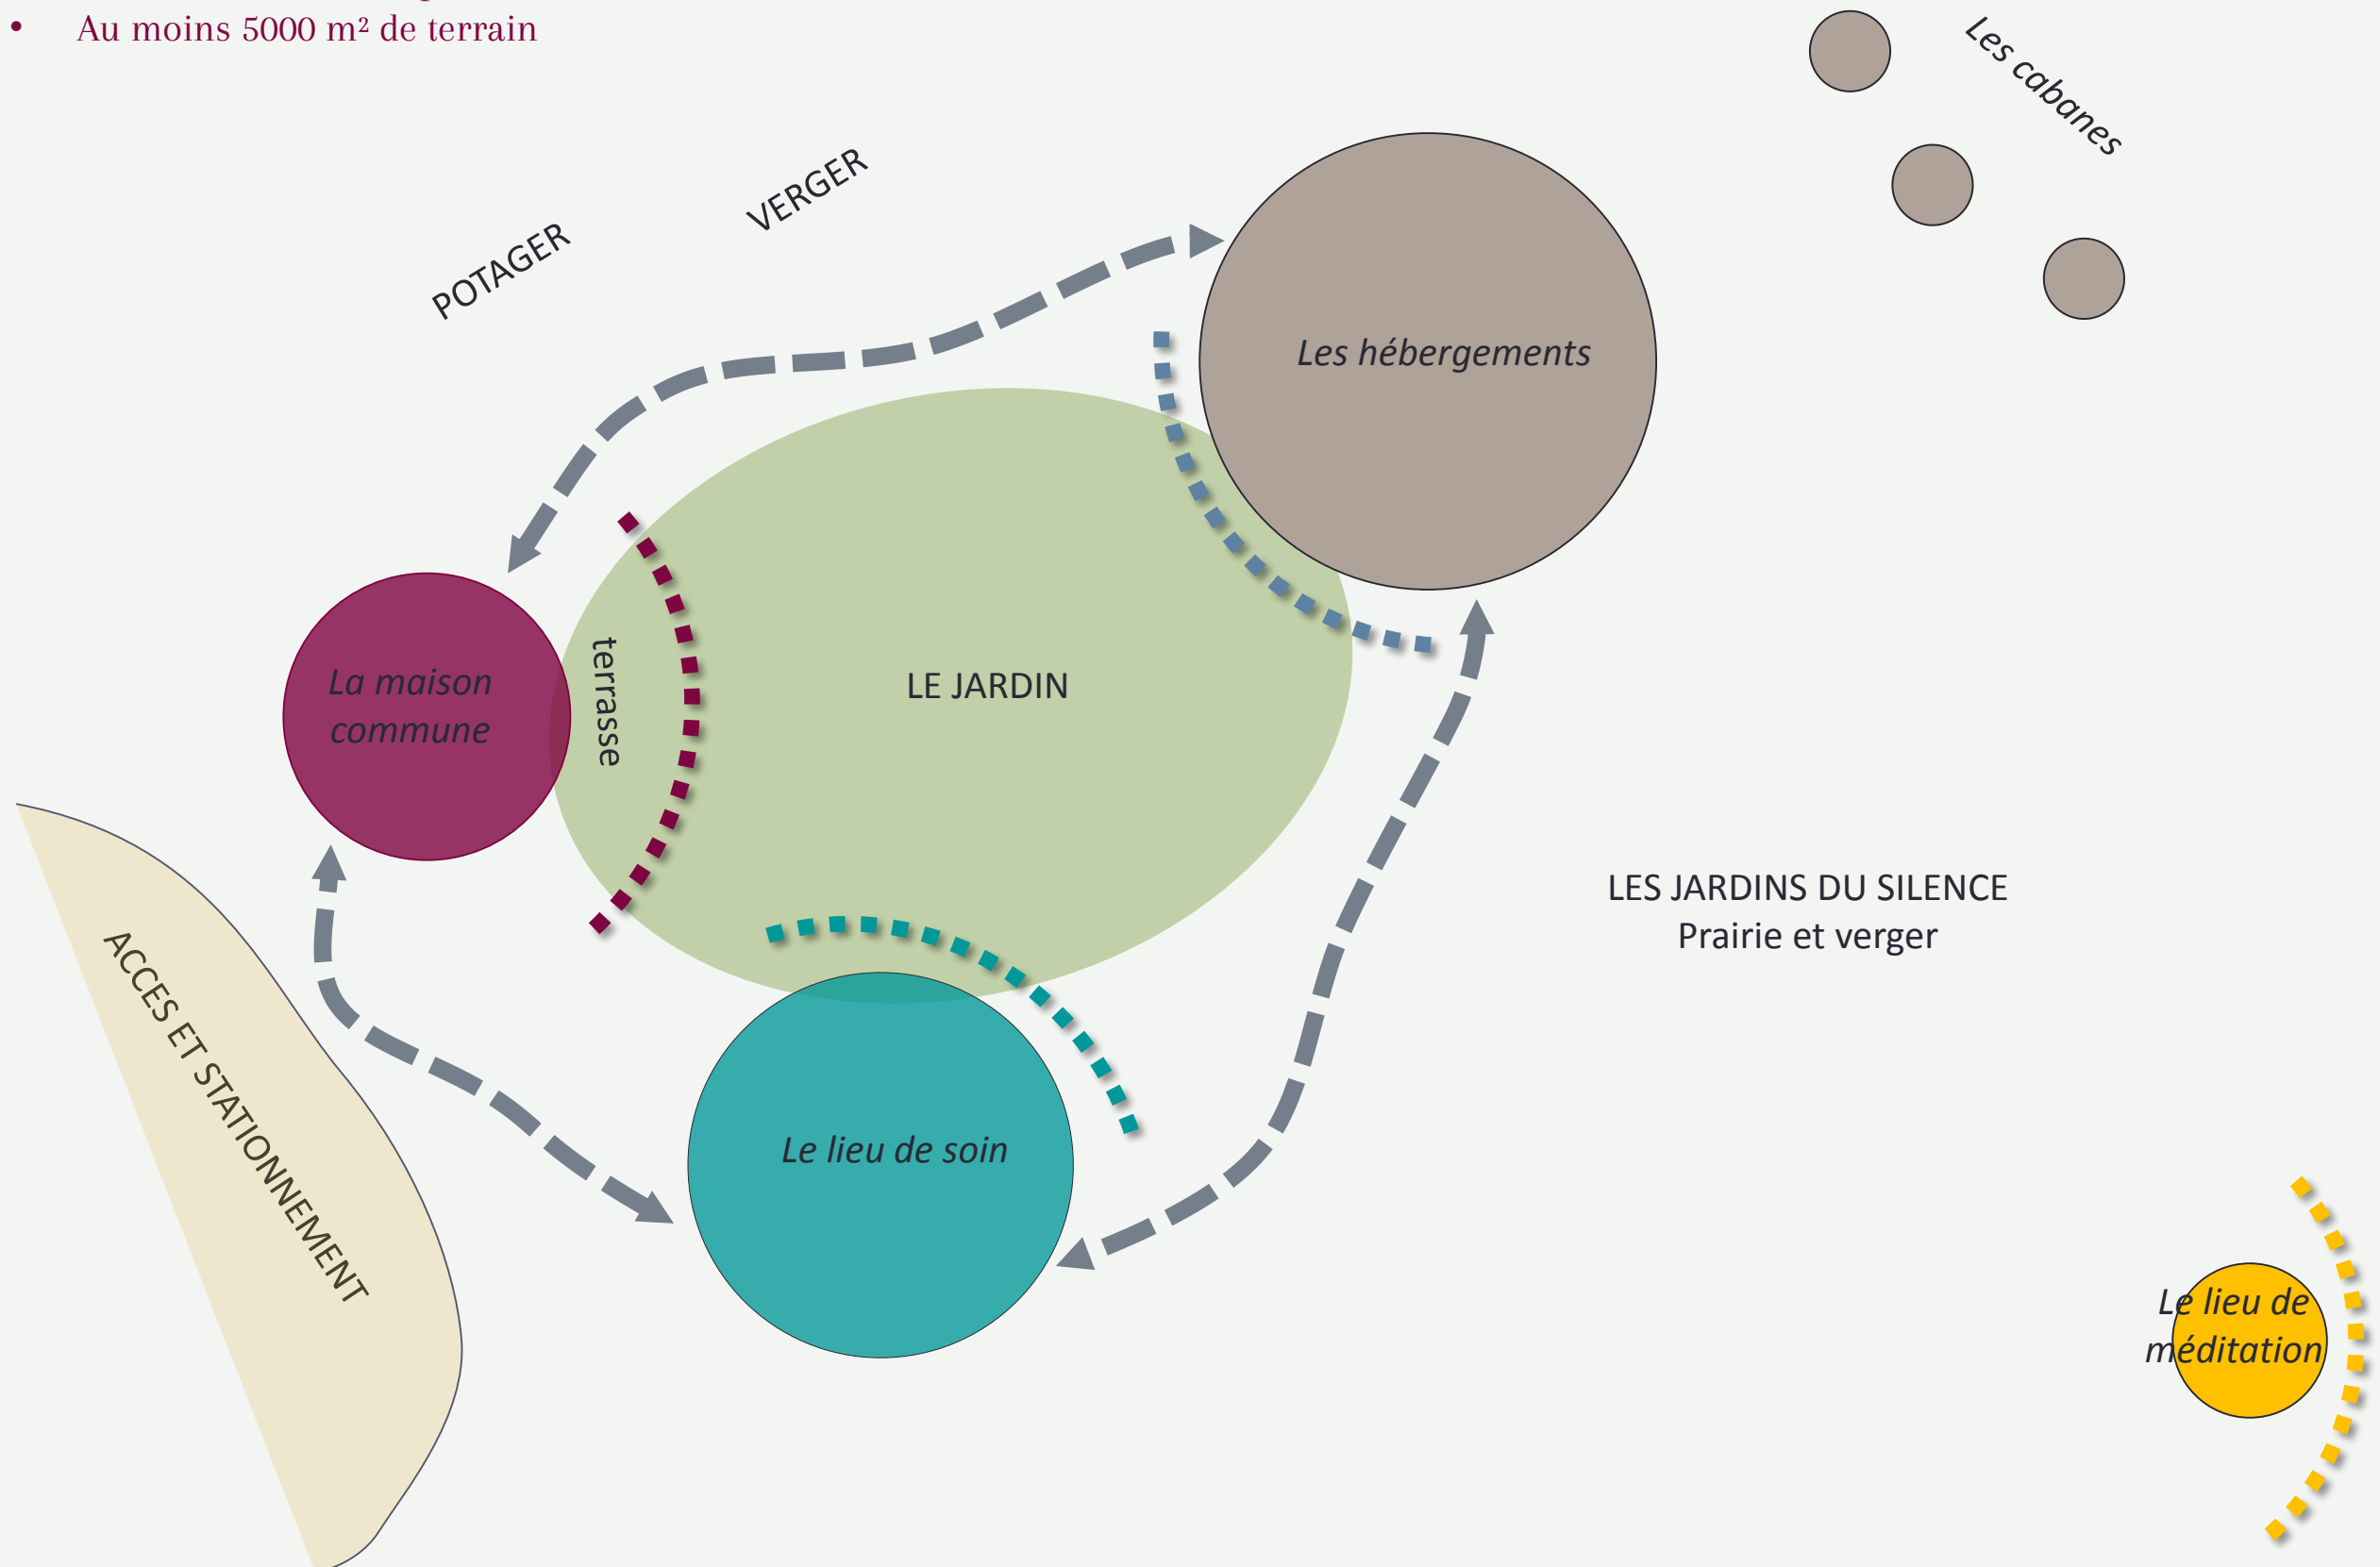 • Au moins 5000 m² de terrain
Les cabanes
VERGER
POTAGER
Les hébergements
La maison
commune
terrasse
LE JARDIN
LES JARDINS DU SILENCE
Prairie et verger
ACCES ET STATIONNEMENT
Le lieu de soin
Le lieu de
méditation